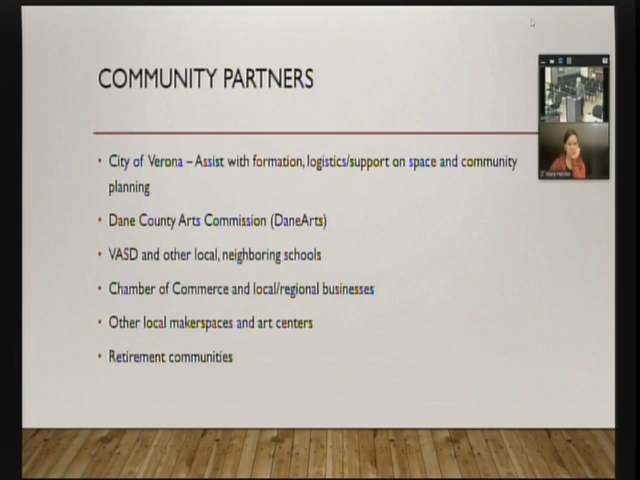 COMMUNITY PARTNERS
• City of Verona – Assist with formation, logistics/support on space and community
planning
• Dane County Arts Commission (DaneArts)
• VASD and other local, neighboring schools
• Chamber of Commerce and local/regional businesses
• Other local makerspaces and art centers
• Retirement communities